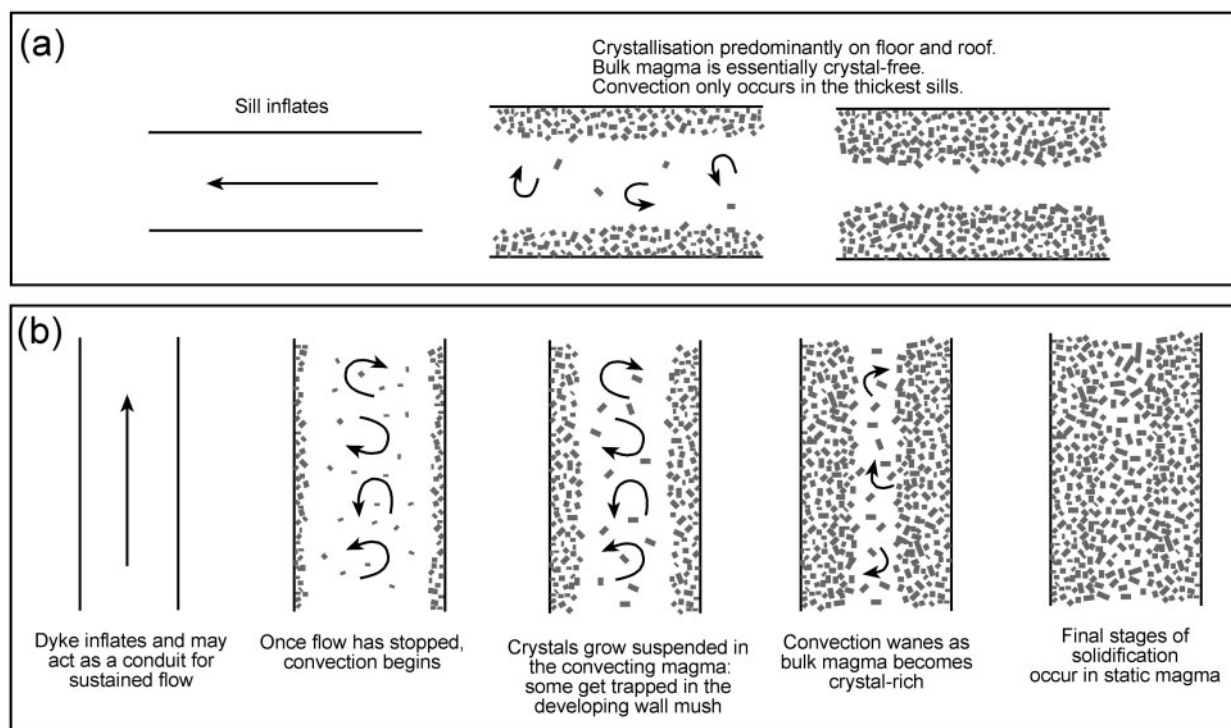 (a)
Crystallisation predominantly on floor and roof.
Bulk magma is essentially crystal-free.
Convection only occurs in the thickest sills.
Sill inflates
(b)
Dyke inflates and may
act as a conduit for
sustained flow
Once flow has stopped,
convection begins
Crystals grow suspended in
the convecting magma:
some get trapped in the
developing wall mush
Convection wanes as
bulk magma becomes
crystal-rich
Final stages of
solidification
occur in static magma